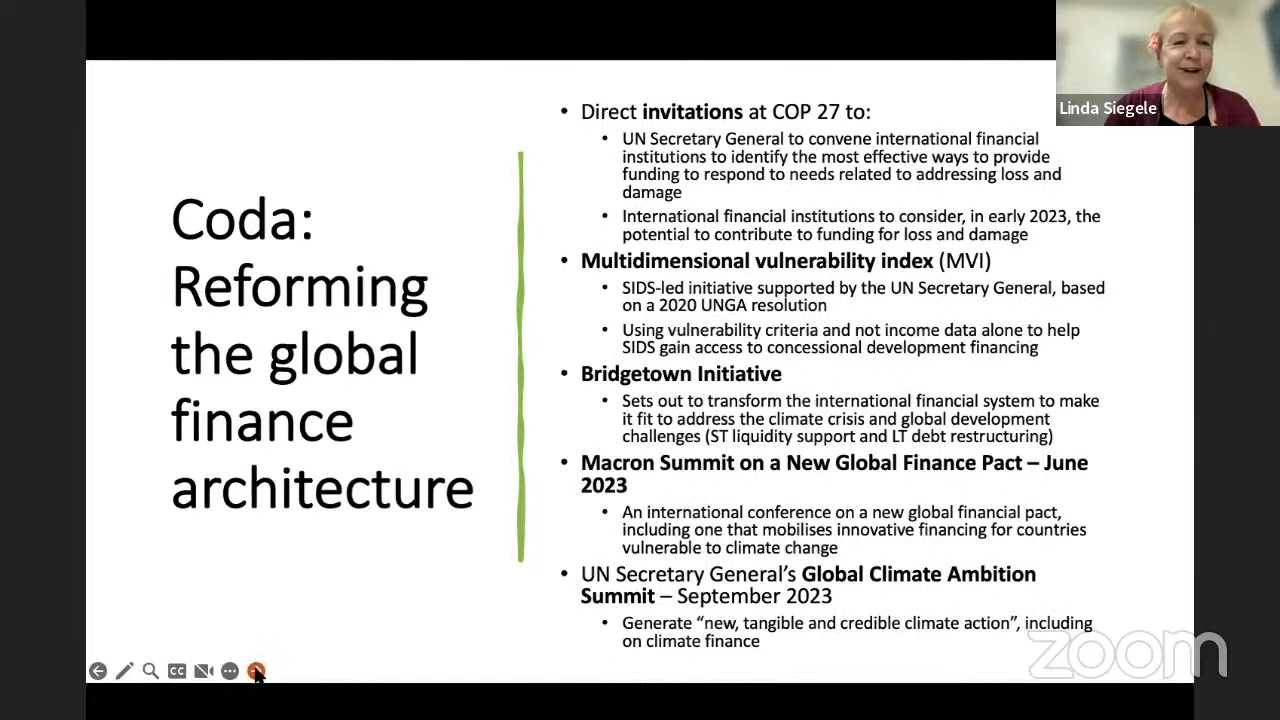 Linda Siegele
Coda:
Reforming
the global
finance
architecture
• Direct invitations at COP 27 to:
• UN Secretary General to convene international financial
institutions to identify the most effective ways to provide
funding to respond to needs related to addressing loss and
damage
• International financial institutions to consider, in early 2023, the
potential to contribute to funding for loss and damage
• Multidimensional vulnerability index (MVI)
• SIDS-led initiative supported by the UN Secretary General, based
on a 2020 UNGA resolution
• Using vulnerability criteria and not income data alone to help
SIDS gain access to concessional development financing
• Bridgetown Initiative
• Sets out to transform the international financial system to make
it fit to address the climate crisis and global development
challenges (ST liquidity support and LT debt restructuring)
• Macron Summit on a New Global Finance Pact – June
2023
• An international conference on a new global financial pact,
including one that mobilises innovative financing for countries
vulnerable to climate change
• UN Secretary General's Global Climate Ambition
Summit – September 2023
• Generate “new, tangible and credible climate action”, including
on climate finance
CC
zoom